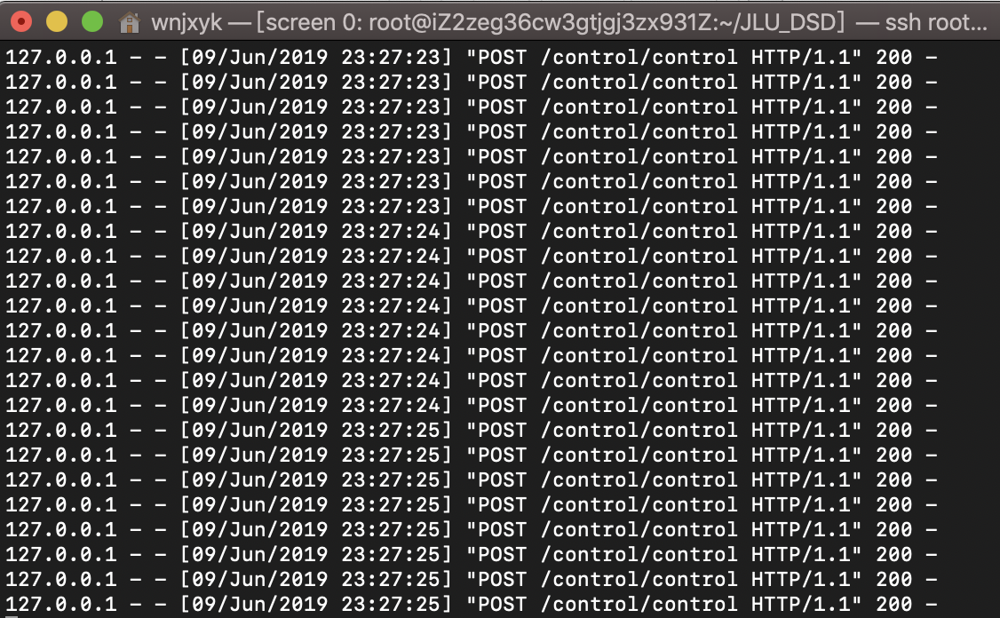 wnjxyk — [screen 0: root@iZ2zeg36cw3gtjgj3zx931Z:~/JLU_DSD] — ssh root...
127.0.0.1 - - [09/Jun/2019 23:27:23] "POST /control/control HTTP/1.1" 200 -
127.0.0.1 - - [09/Jun/2019 23:27:23] "POST /control/control HTTP/1.1" 200 -
127.0.0.1 - - [09/Jun/2019 23:27:23] "POST /control/control HTTP/1.1" 200 -
127.0.0.1 - - [09/Jun/2019 23:27:23] "POST /control/control HTTP/1.1" 200 -
127.0.0.1 - - [09/Jun/2019 23:27:23] "POST /control/control HTTP/1.1" 200 -
127.0.0.1 - - [09/Jun/2019 23:27:23] "POST /control/control HTTP/1.1" 200 -
127.0.0.1 - - [09/Jun/2019 23:27:23] "POST /control/control HTTP/1.1" 200 -
127.0.0.1 - - [09/Jun/2019 23:27:24] "POST /control/control HTTP/1.1" 200 -
127.0.0.1 - - [09/Jun/2019 23:27:24] "POST /control/control HTTP/1.1" 200 -
127.0.0.1 - - [09/Jun/2019 23:27:24] "POST /control/control HTTP/1.1" 200 -
127.0.0.1 - - [09/Jun/2019 23:27:24] "POST /control/control HTTP/1.1" 200 -
127.0.0.1 - - [09/Jun/2019 23:27:24] "POST /control/control HTTP/1.1" 200 -
127.0.0.1 - - [09/Jun/2019 23:27:24] "POST /control/control HTTP/1.1" 200 -
127.0.0.1 - - [09/Jun/2019 23:27:24] "POST /control/control HTTP/1.1" 200 -
127.0.0.1 - - [09/Jun/2019 23:27:24] "POST /control/control HTTP/1.1" 200 -
127.0.0.1 - - [09/Jun/2019 23:27:25] "POST /control/control HTTP/1.1" 200 -
127.0.0.1 - - [09/Jun/2019 23:27:25] "POST /control/control HTTP/1.1" 200 -
127.0.0.1 - - [09/Jun/2019 23:27:25] "POST /control/control HTTP/1.1" 200 -
127.0.0.1 - - [09/Jun/2019 23:27:25] "POST /control/control HTTP/1.1" 200 -
127.0.0.1 - - [09/Jun/2019 23:27:25] "POST /control/control HTTP/1.1" 200 -
127.0.0.1 - - [09/Jun/2019 23:27:25] "POST /control/control HTTP/1.1" 200 -
127.0.0.1 - - [09/Jun/2019 23:27:25] "POST /control/control HTTP/1.1" 200 -
127.0.0.1 - - [09/Jun/2019 23:27:25] "POST /control/control HTTP/1.1" 200 -